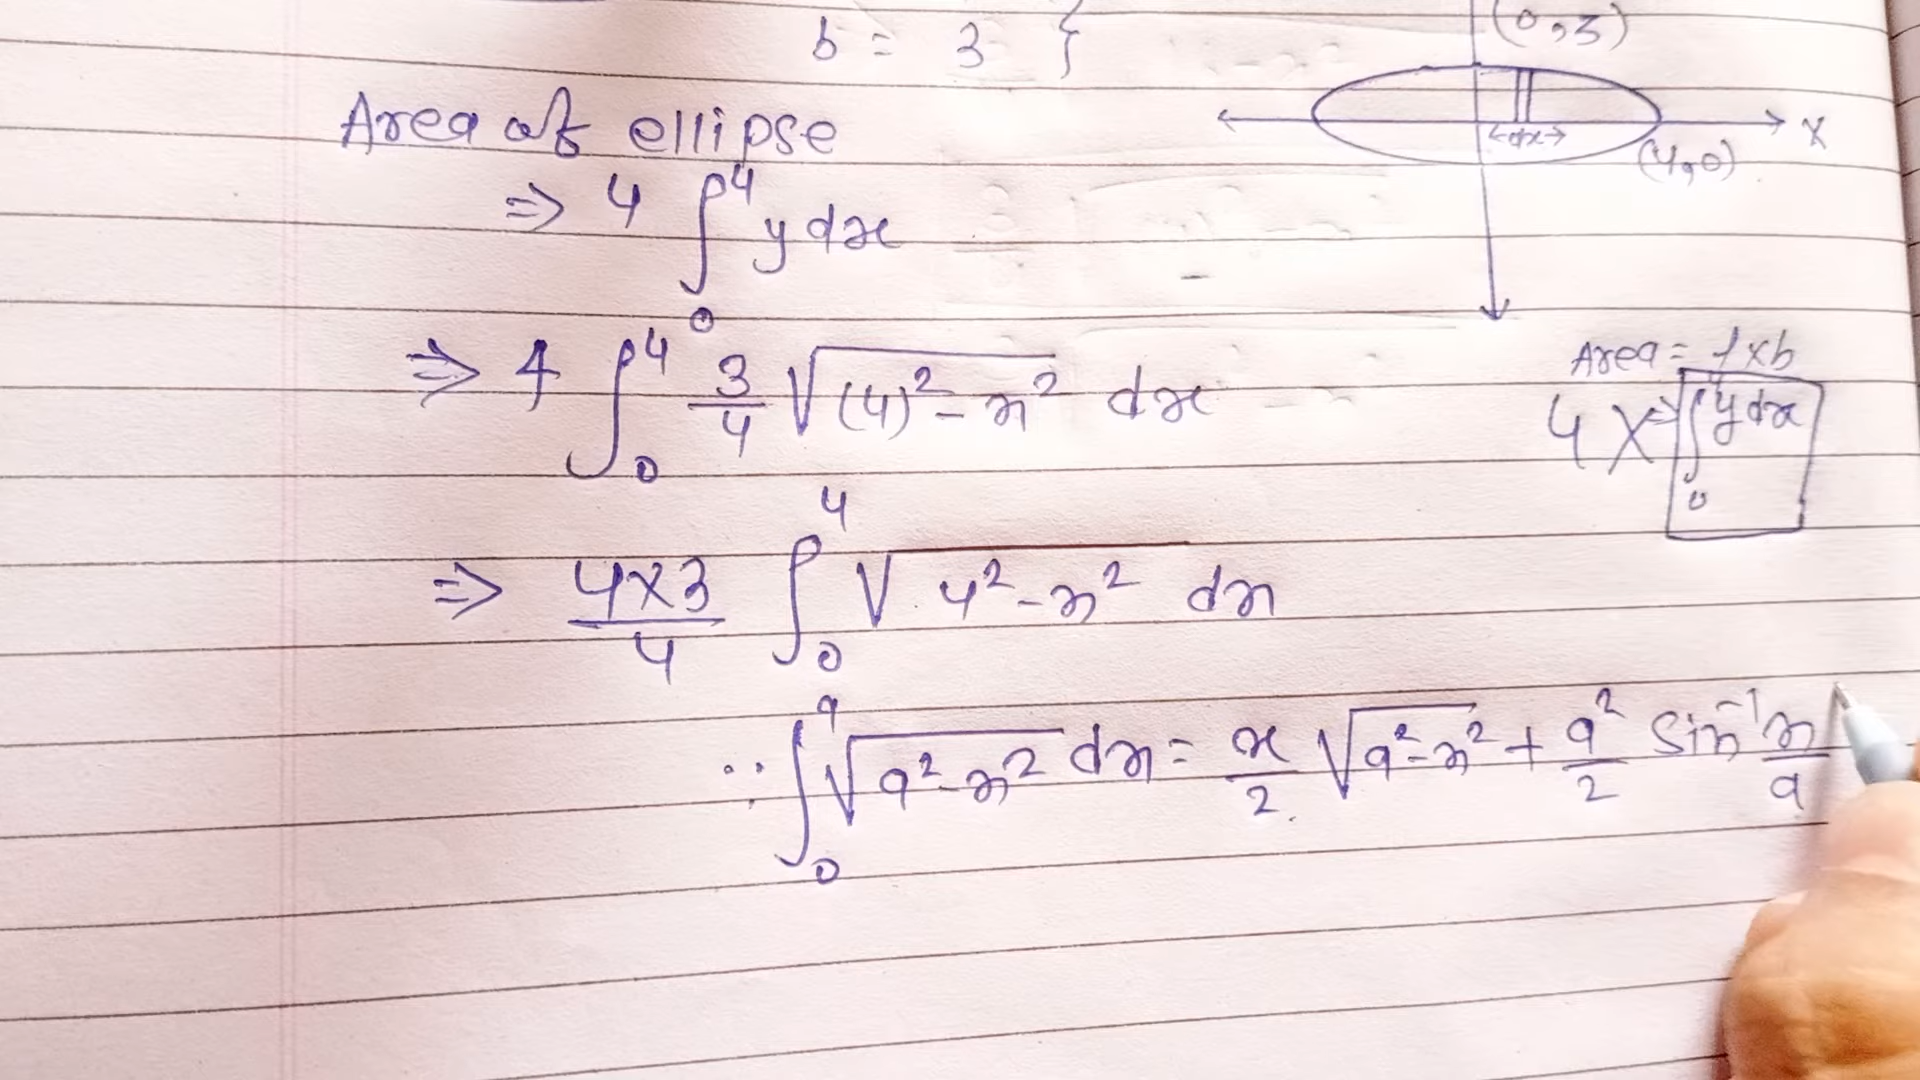 b = 3 }
(0,3)
Area of ellipse
<dx>
X
(4,0)
⇒ 4 ∫₀⁴ y dx
Area = l×b
⇒ 4 ∫₀⁴ 3/4 √((4)² - x²) dx
4 × ⇒ ∫₀⁴ y dx
⇒ 4×3/4 ∫₀⁴ √(4² - x²) dx
∵ ∫₀ᵃ √(a² - x²) dx = x/2 √(a² - x²) + a²/2 Sin⁻¹ x/a